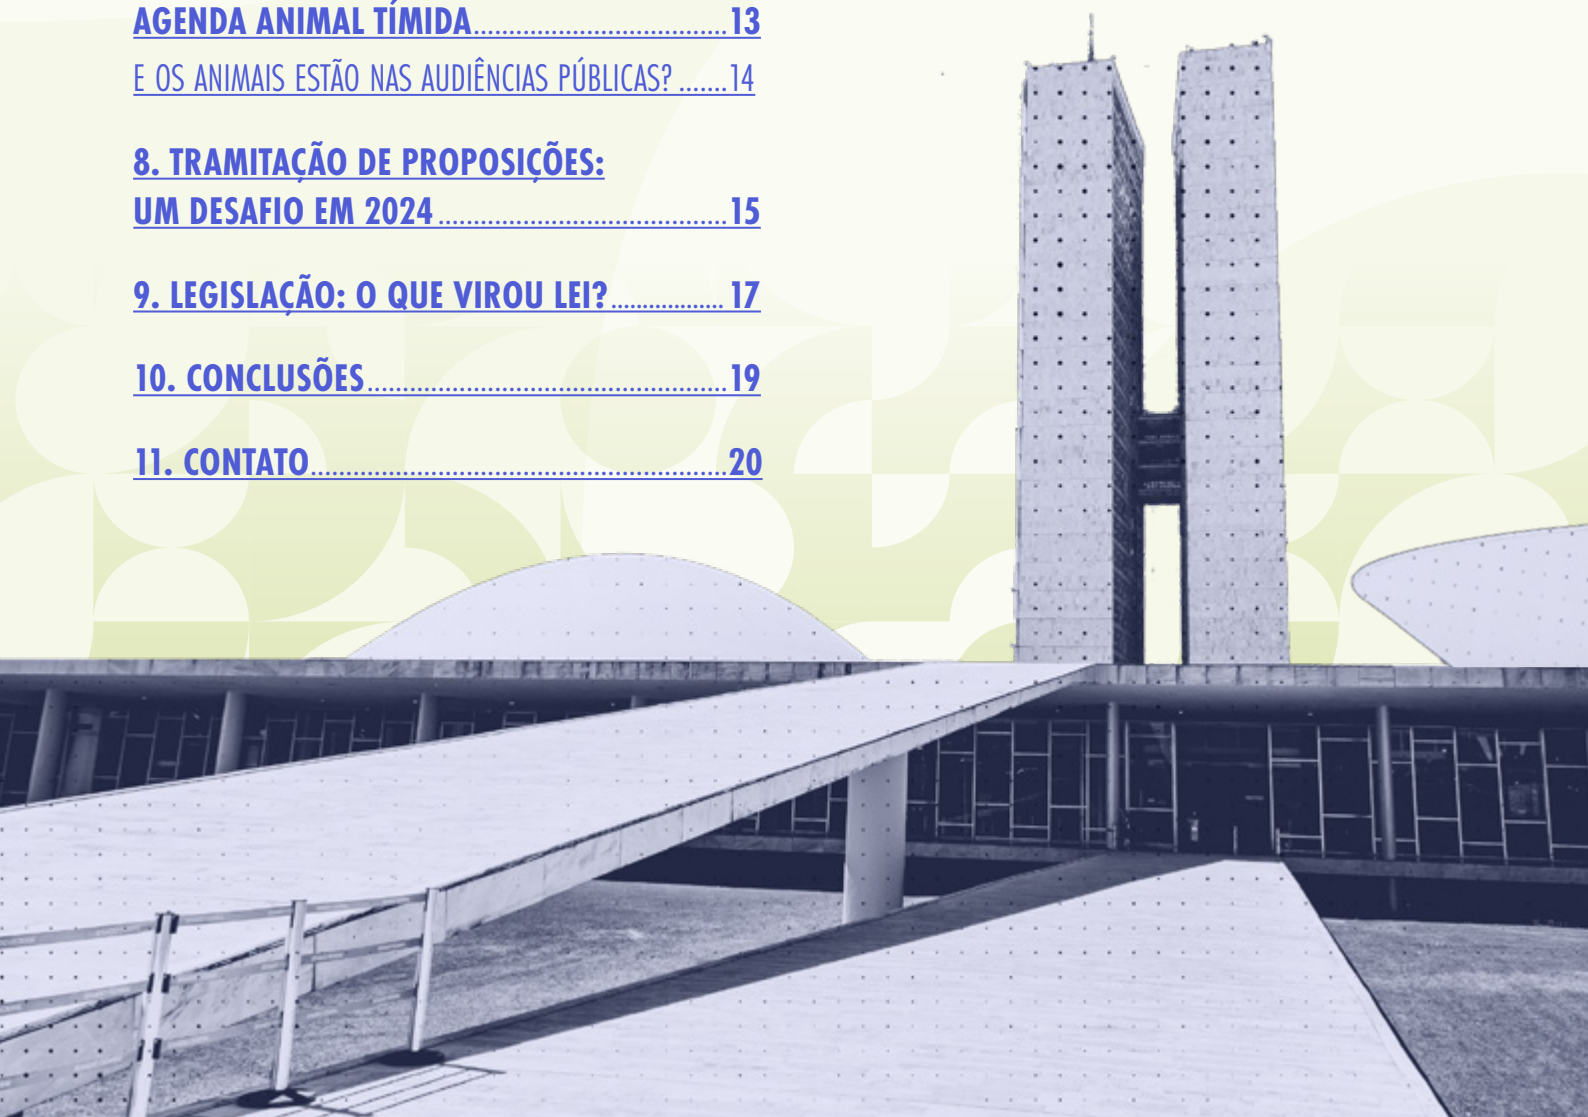 AGENDA ANIMAL TÍMIDA....................................13
E OS ANIMAIS ESTÃO NAS AUDIÊNCIAS PÚBLICAS? .......14
8. TRAMITAÇÃO DE PROPOSIÇÕES:
UM DESAFIO EM 2024.........................................15
9. LEGISLAÇÃO: O QUE VIROU LEI?.................. 17
10. CONCLUSÕES...................................................19
11. CONTATO...........................................................20